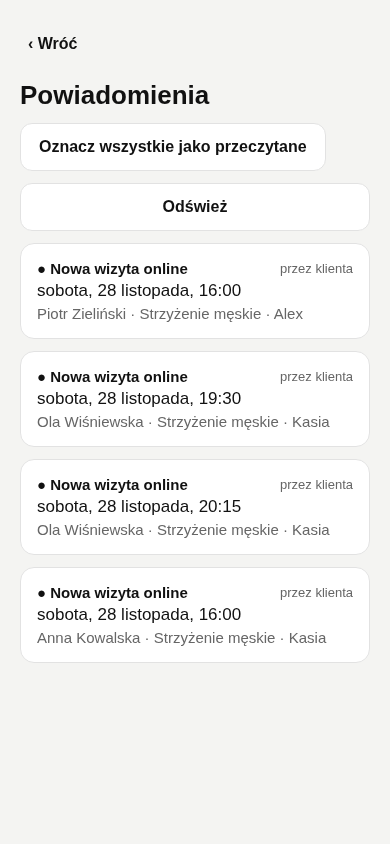 ‹ Wróć
Powiadomienia
Oznacz wszystkie jako przeczytane
Odśwież
● Nowa wizyta online przez klienta
sobota, 28 listopada, 16:00
Piotr Zieliński · Strzyżenie męskie · Alex
● Nowa wizyta online przez klienta
sobota, 28 listopada, 19:30
Ola Wiśniewska · Strzyżenie męskie · Kasia
● Nowa wizyta online przez klienta
sobota, 28 listopada, 20:15
Ola Wiśniewska · Strzyżenie męskie · Kasia
● Nowa wizyta online przez klienta
sobota, 28 listopada, 16:00
Anna Kowalska · Strzyżenie męskie · Kasia